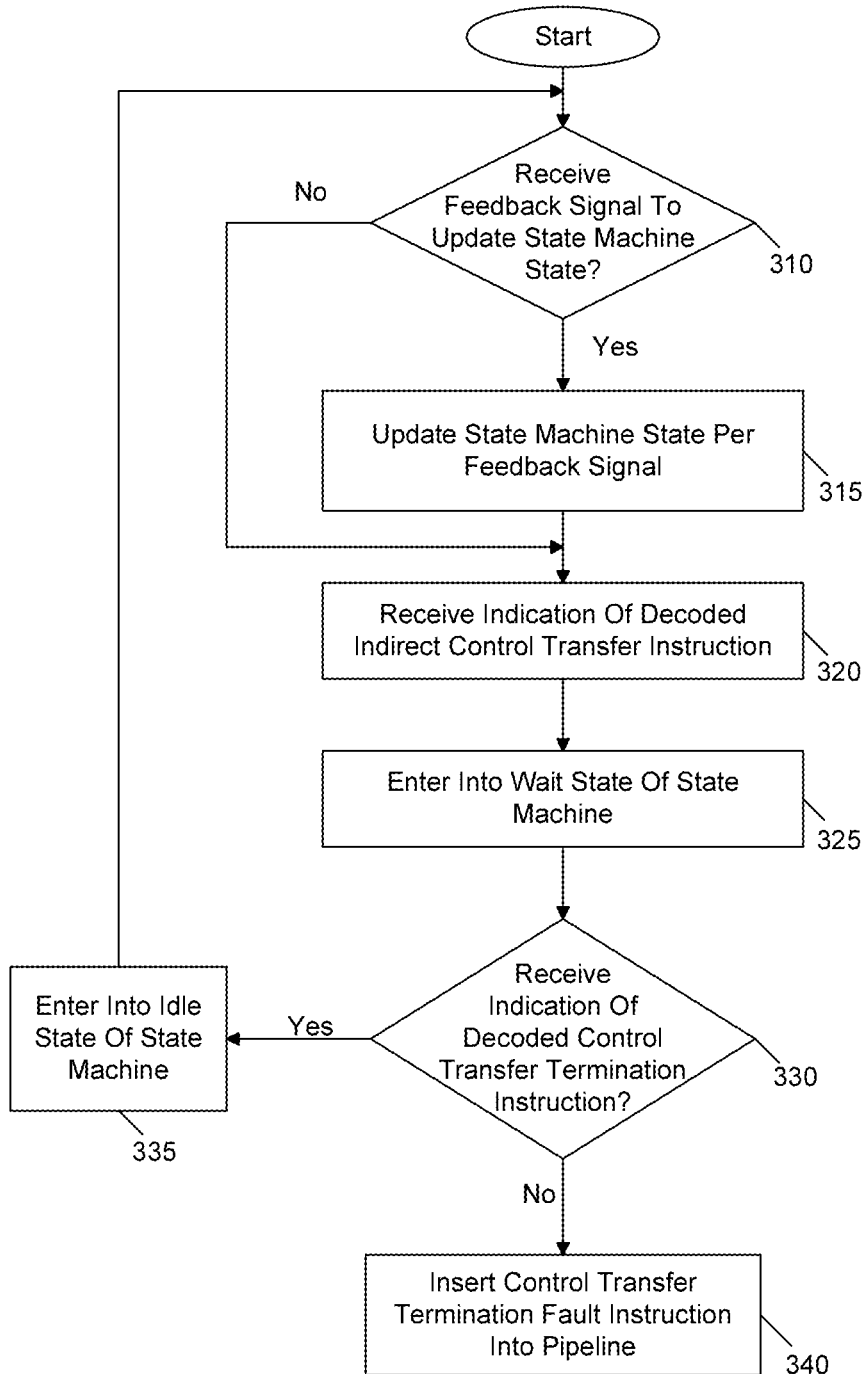 Start
Receive
Feedback Signal To
Update State Machine
State?
310
No
Yes
Update State Machine State Per
Feedback Signal
315
Receive Indication Of Decoded
Indirect Control Transfer Instruction
320
Enter Into Wait State Of State
Machine
325
Receive
Indication Of
Decoded Control
Transfer Termination
Instruction?
330
Yes
Enter Into Idle
State Of State
Machine
335
No
Insert Control Transfer
Termination Fault Instruction
Into Pipeline
340